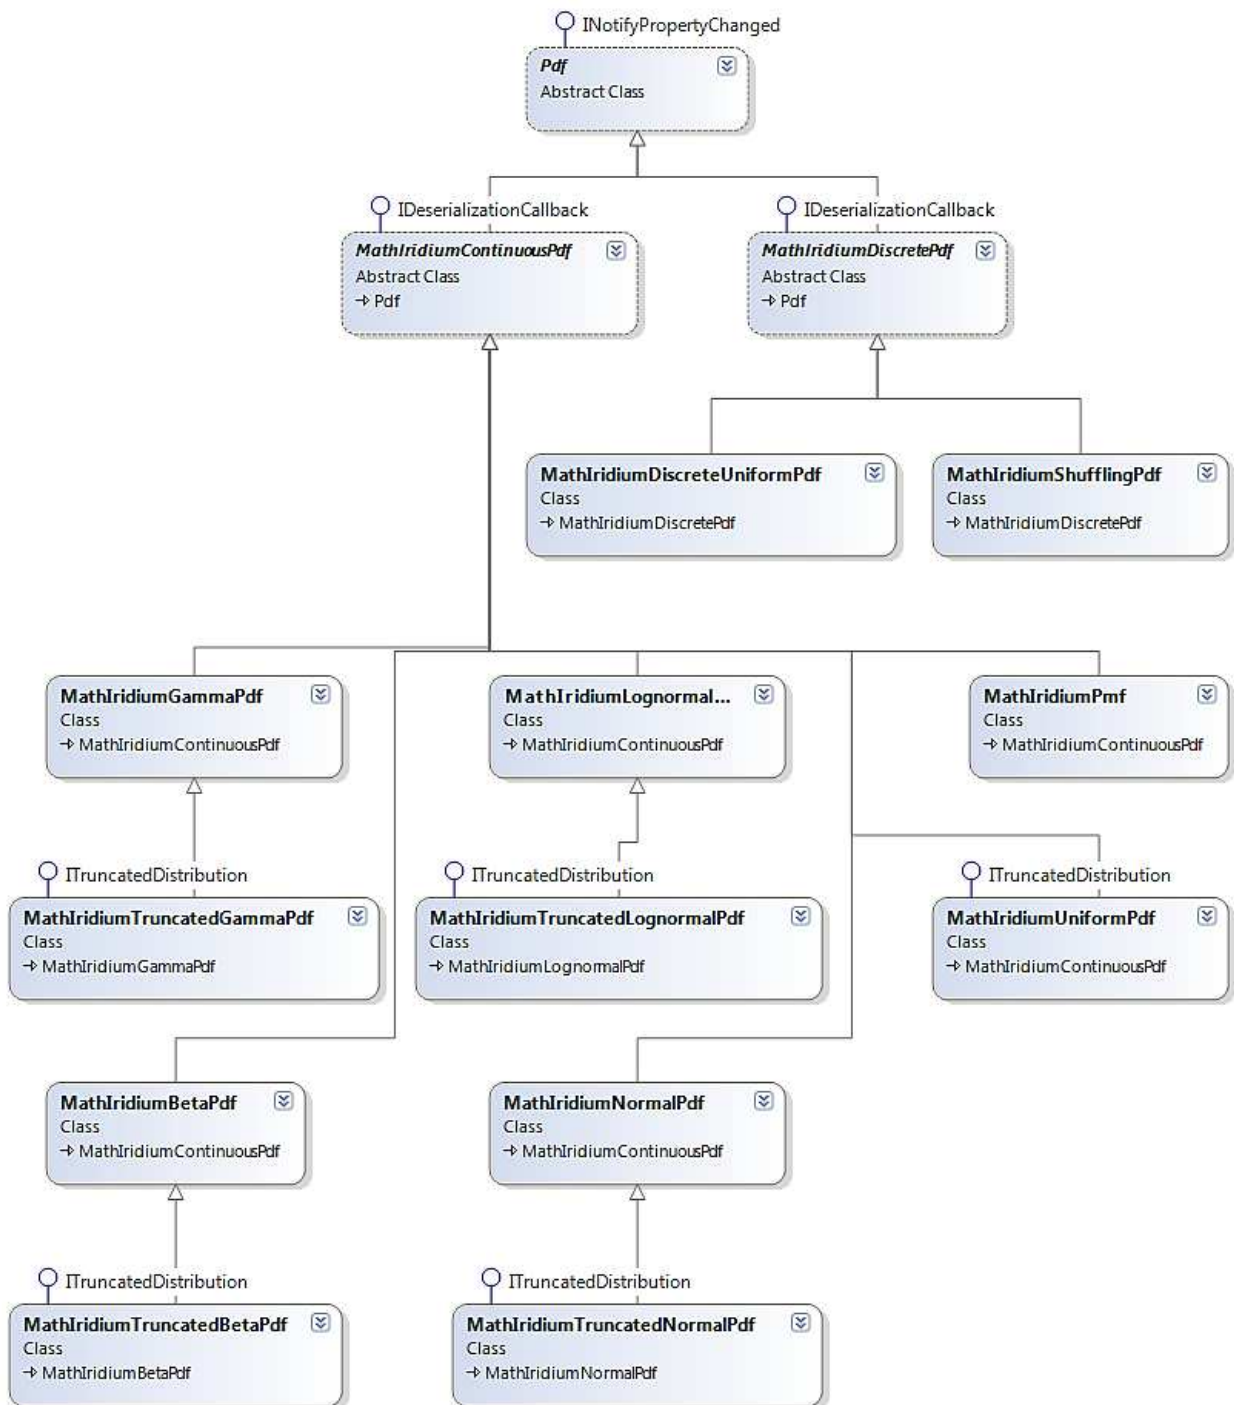 INotifyPropertyChanged
Pdf
Abstract Class
IDeserializationCallback
MathIridiumContinuousPdf
Abstract Class
Pdf
IDeserializationCallback
MathIridiumDiscretePdf
Abstract Class
Pdf
MathIridiumDiscreteUniformPdf
Class
MathIridiumDiscretePdf
MathIridiumShufflingPdf
Class
MathIridiumDiscretePdf
MathIridiumGammaPdf
Class
MathIridiumContinuousPdf
MathIridiumLognormal...
Class
MathIridiumContinuousPdf
MathIridiumPmf
Class
MathIridiumContinuousPdf
ITruncatedDistribution
MathIridiumTruncatedGammaPdf
Class
MathIridiumGammaPdf
ITruncatedDistribution
MathIridiumTruncatedLognormalPdf
Class
MathIridiumLognormalPdf
ITruncatedDistribution
MathIridiumUniformPdf
Class
MathIridiumContinuousPdf
MathIridiumBetaPdf
Class
MathIridiumContinuousPdf
MathIridiumNormalPdf
Class
MathIridiumContinuousPdf
ITruncatedDistribution
MathIridiumTruncatedBetaPdf
Class
MathIridiumBetaPdf
ITruncatedDistribution
MathIridiumTruncatedNormalPdf
Class
MathIridiumNormalPdf